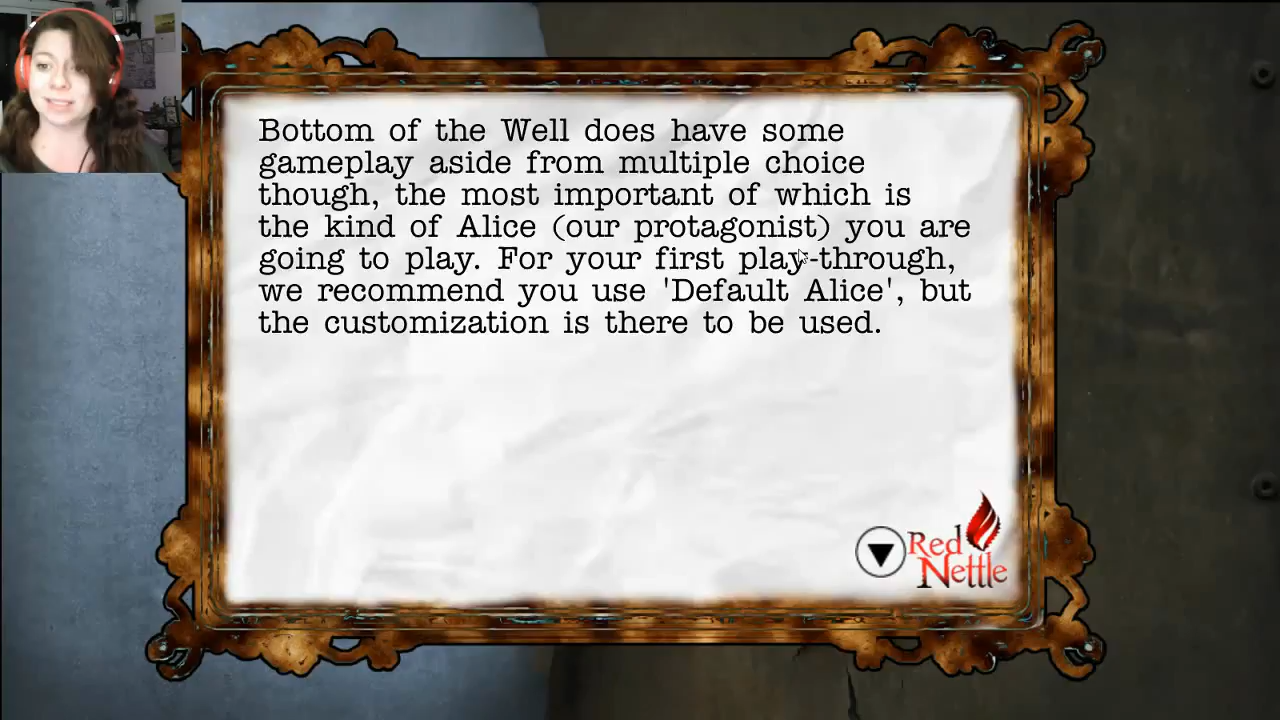 Bottom of the Well does have some
gameplay aside from multiple choice
though, the most important of which is
the kind of Alice (our protagonist) you are
going to play. For your first play-through,
we recommend you use 'Default Alice', but
the customization is there to be used.
Red
Nettle